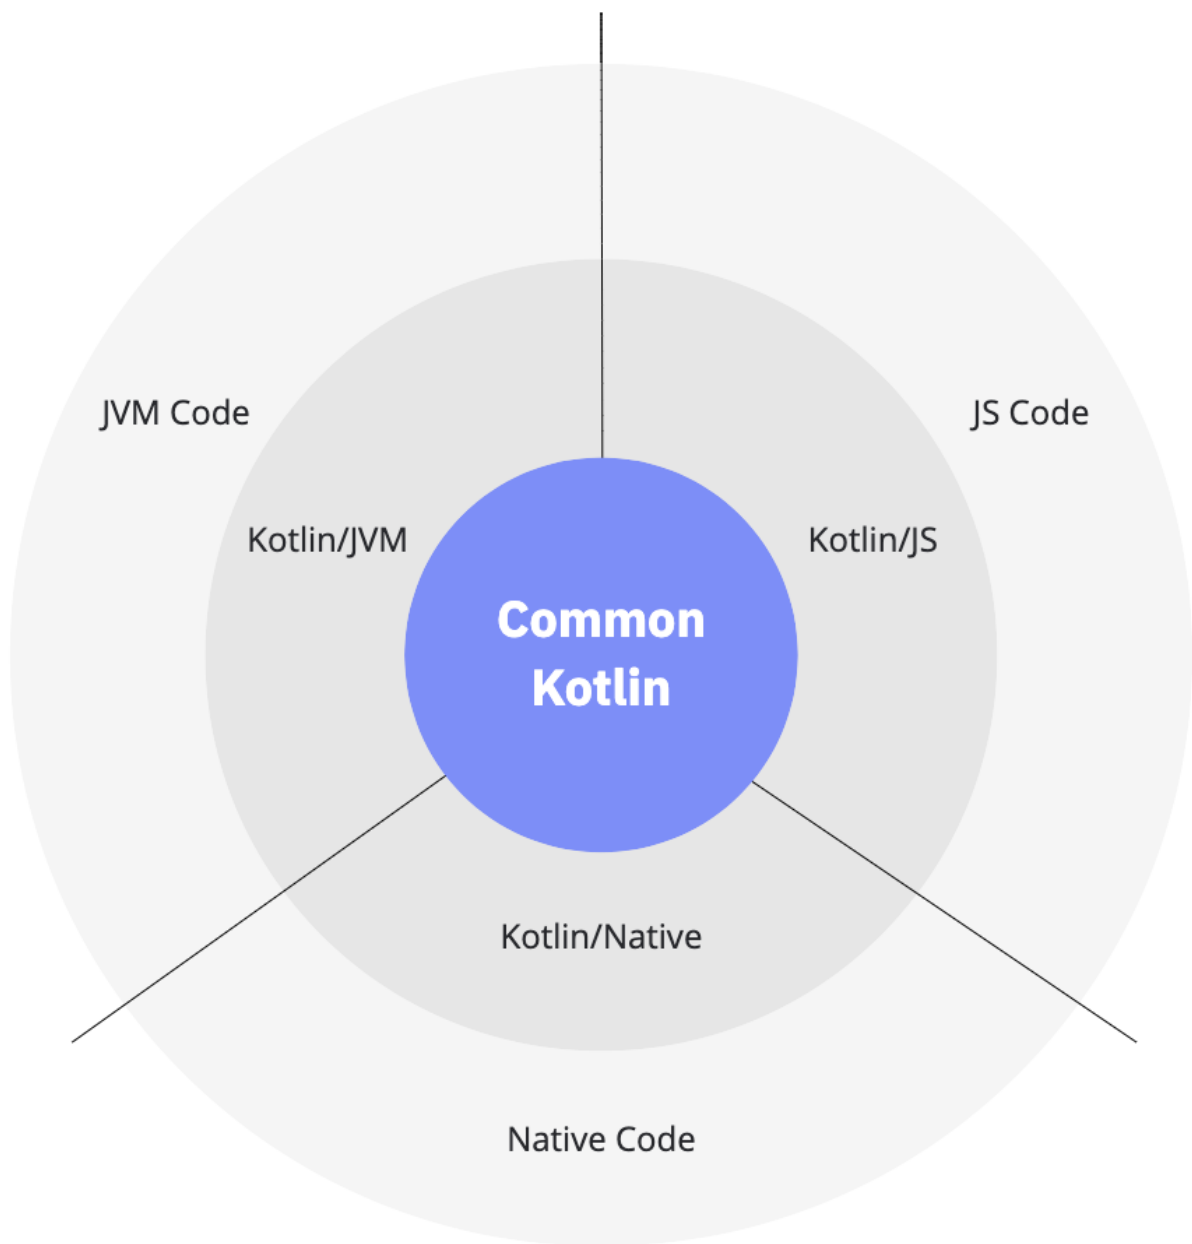 JVM Code
JS Code
Kotlin/JVM
Kotlin/JS
Common
Kotlin
Kotlin/Native
Native Code